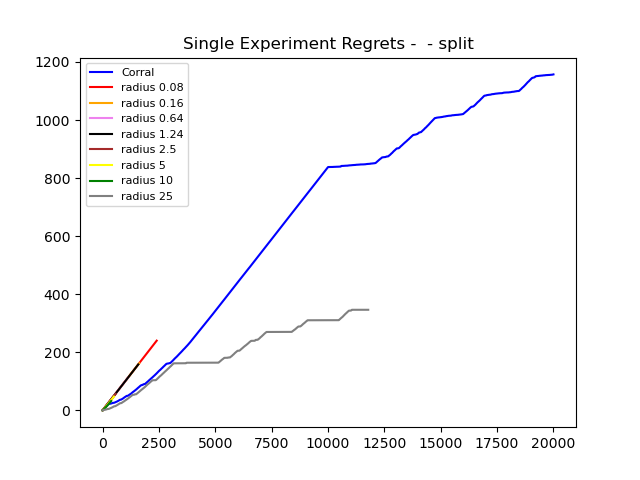 Single Experiment Regrets -  - split
1200
1000
800
600
400
200
0
Corral
radius 0.08
radius 0.16
radius 0.64
radius 1.24
radius 2.5
radius 5
radius 10
radius 25
0 2500 5000 7500 10000 12500 15000 17500 20000